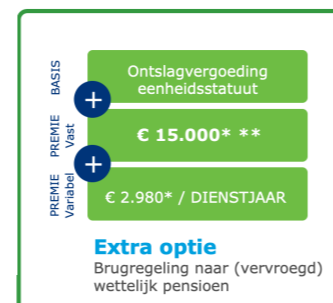 BASIS
Ontslagvergoeding
eenheidsstatuut
+
PREMIE
Vast
€ 15.000* **
+
PREMIE
Variabel
€ 2.980* / DIENSTJAAR
Extra optie
Brugregeling naar (vervroegd)
wettelijk pensioen